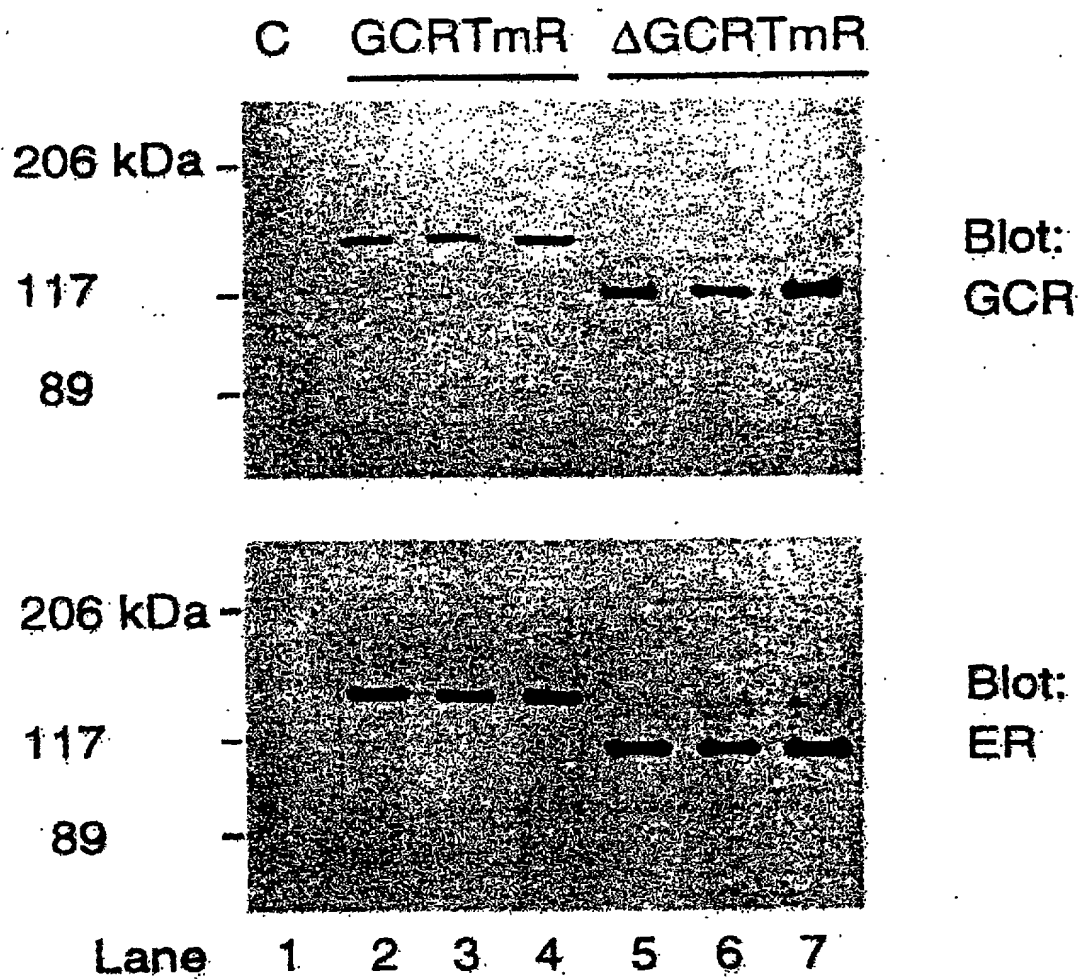 C GCRTmR ΔGCRTmR
206 kDa
117
89
Blot:
GCR
206 kDa
117
89
Blot:
ER
Lane 1 2 3 4 5 6 7